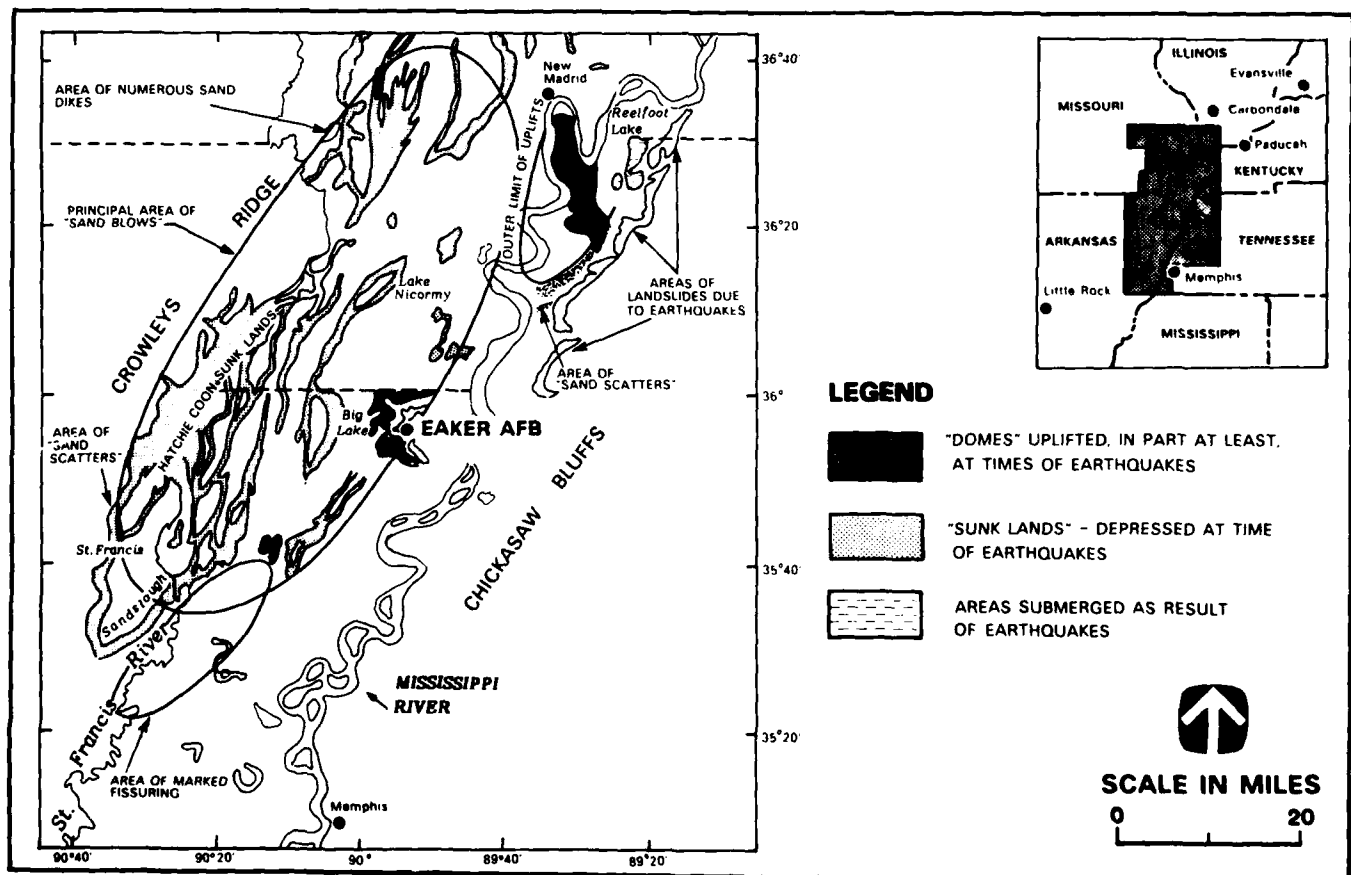 AREA OF NUMEROUS SAND
DIKES
PRINCIPAL AREA OF
"SAND BLOWS"
CROWLEYS RIDGE
HATCHIE COON SUNK LANDS
AREA OF
"SAND
SCATTERS"
St. Francis
Sandslough
St. Francis River
AREA OF MARKED
FISSURING
New
Madrid
Reelfoot
Lake
OUTER LIMIT OF UPLIFTS
Lake
Nicormy
Big
Lake
EAKER AFB
AREAS OF
LANDSLIDES DUE
TO EARTHQUAKES
AREA OF
"SAND SCATTERS"
CHICKASAW BLUFFS
MISSISSIPPI
RIVER
Memphis
36°40'
36°20'
36°
35°40'
35°20'
90°40'
90°20'
90°
89°40'
89°20'
ILLINOIS
Evansville
MISSOURI
Carbondale
Paducah
KENTUCKY
ARKANSAS
TENNESSEE
Memphis
Little Rock
MISSISSIPPI
LEGEND
"DOMES" UPLIFTED, IN PART AT LEAST,
AT TIMES OF EARTHQUAKES
"SUNK LANDS" - DEPRESSED AT TIME
OF EARTHQUAKES
AREAS SUBMERGED AS RESULT
OF EARTHQUAKES
SCALE IN MILES
0 20